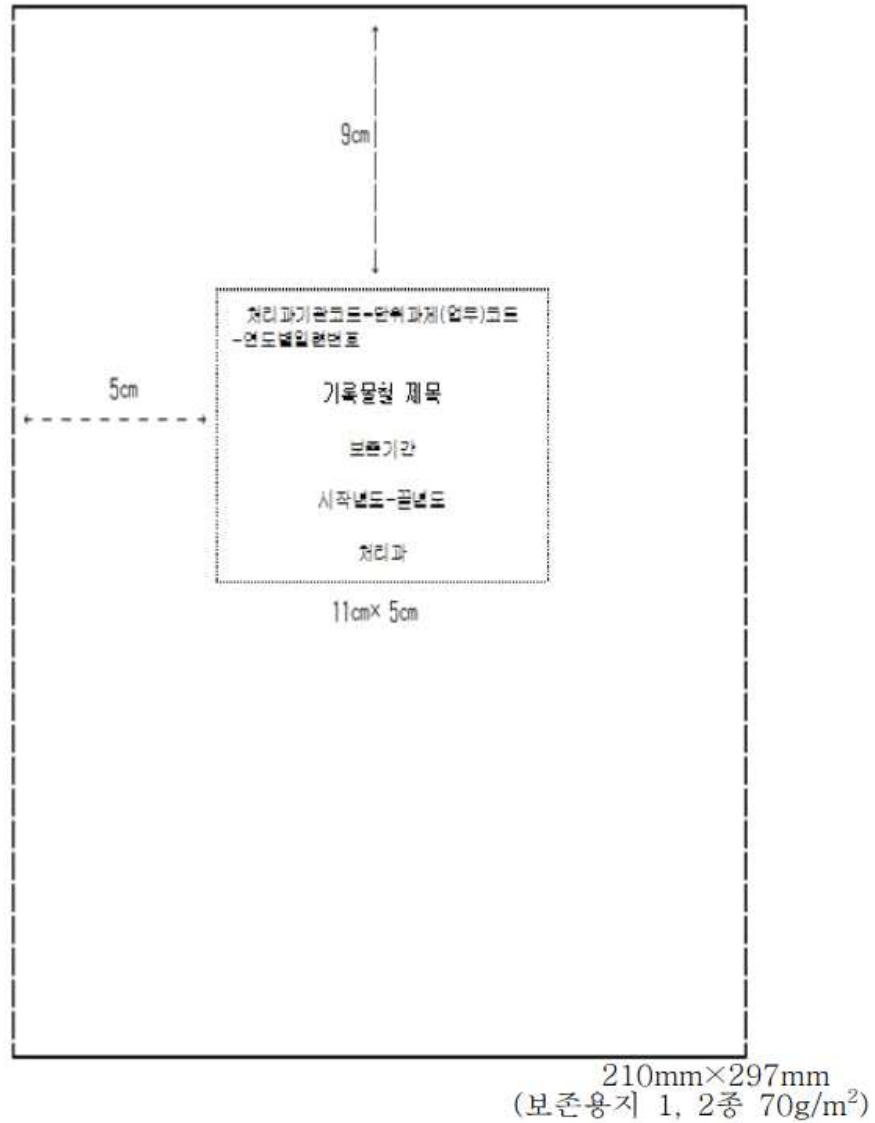 9cm
처리과기관코드-단위과제(업무)코드
-연도별일련번호
5cm
기록물철 제목
보존기간
시작년도-끝년도
처리과
11cm× 5cm
210mm×297mm
(보존용지 1, 2종 70g/m²)